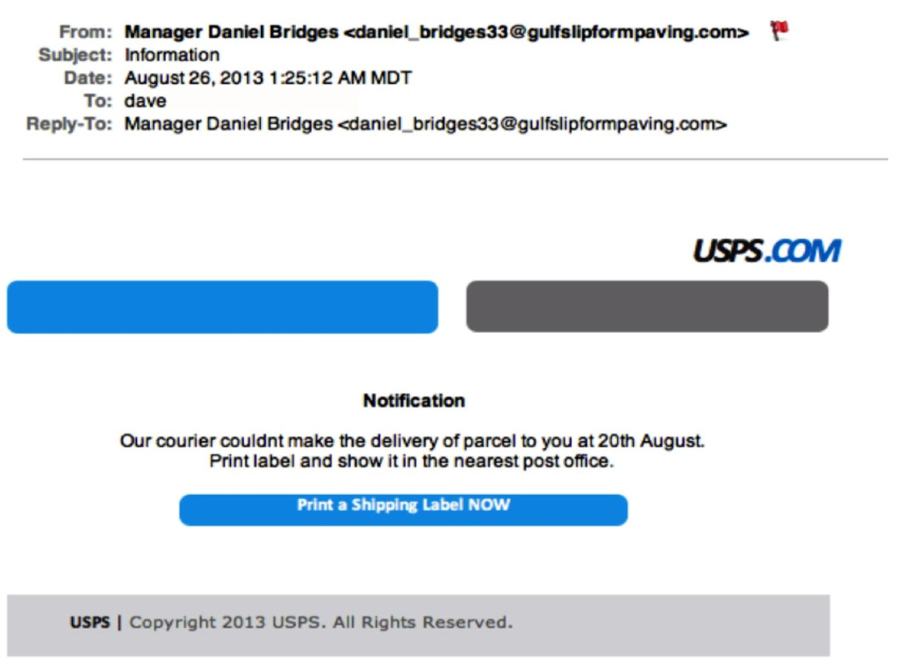 From: Manager Daniel Bridges <daniel_bridges33@gulfslipformpaving.com>
Subject: Information
Date: August 26, 2013 1:25:12 AM MDT
To: dave
Reply-To: Manager Daniel Bridges <daniel_bridges33@gulfslipformpaving.com>
USPS.COM
Notification
Our courier couldnt make the delivery of parcel to you at 20th August.
Print label and show it in the nearest post office.
Print a Shipping Label NOW
USPS | Copyright 2013 USPS. All Rights Reserved.